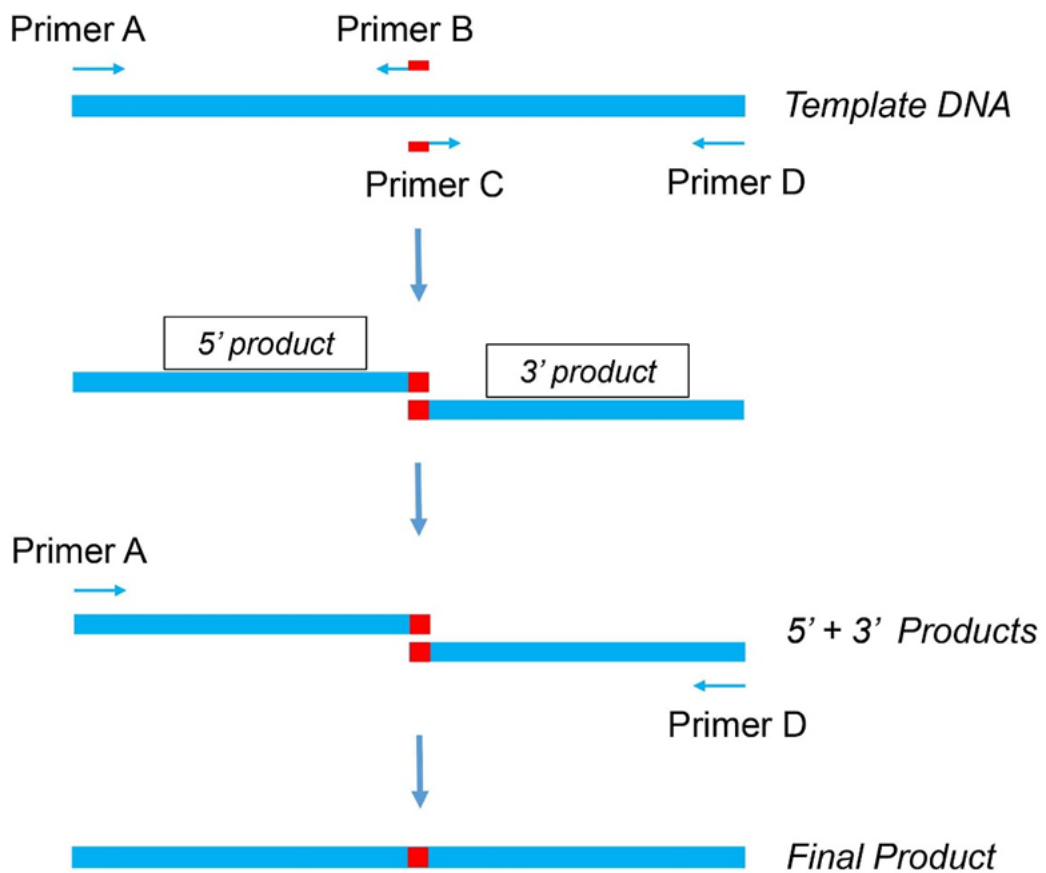 Primer A
Primer B
Template DNA
Primer C
Primer D
5’ product
3’ product
Primer A
5’ + 3’ Products
Primer D
Final Product